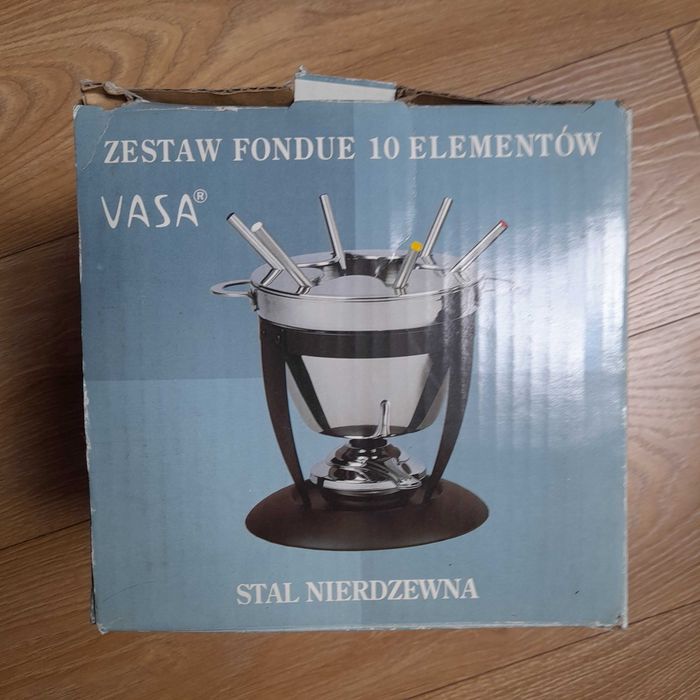 ZESTAW FONDUE 10 ELEMENTÓW
VASA®
STAL NIERDZEWNA